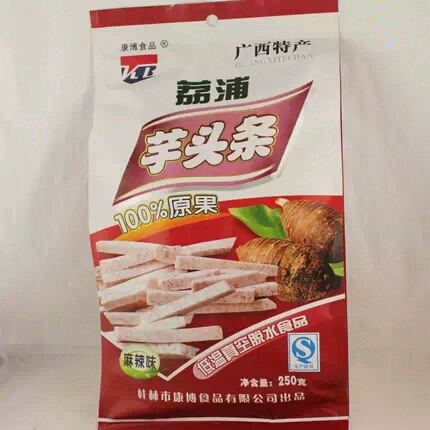 康博食品®
KB
广西特产
GUANGXITECHAN
荔浦
芋头条
100%原果
麻辣味
低温真空脱水食品
净含量:250克
桂林市康博食品有限公司出品